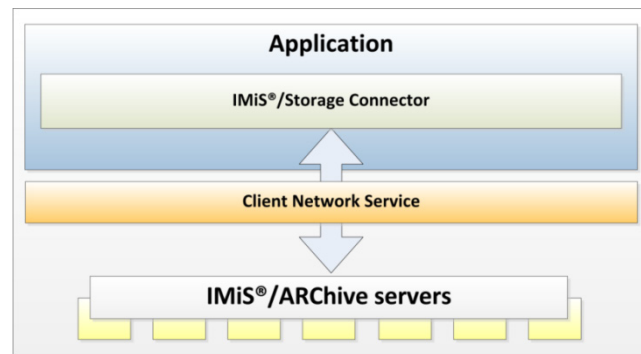 Application
IMiS®/Storage Connector
Client Network Service
IMiS®/ARChive servers